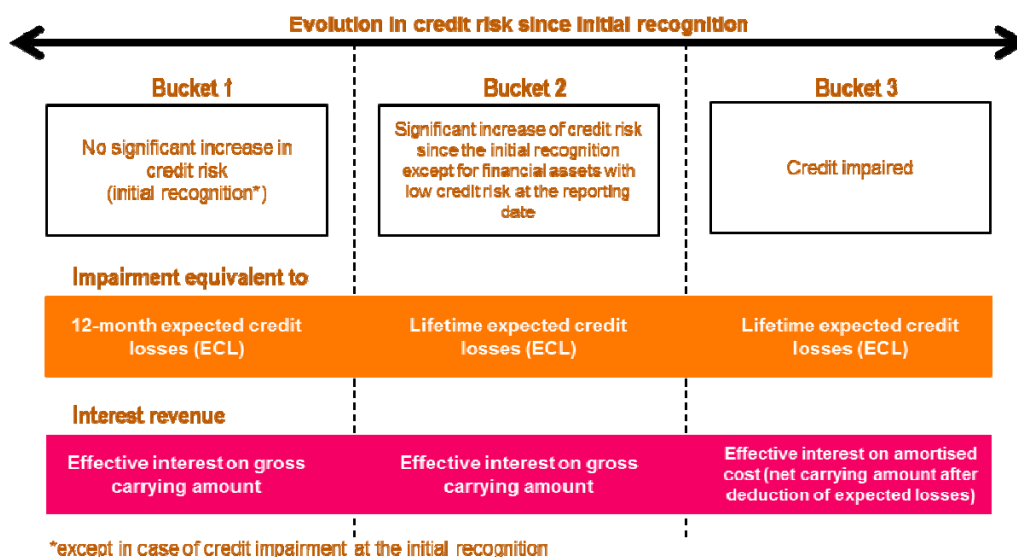 Evolution in credit risk since initial recognition
Bucket 1
Bucket 2
Bucket 3
No significant increase in
credit risk
(initial recognition*)
Significant increase of credit risk
since the initial recognition
except for financial assets with
low credit risk at the reporting
date
Credit impaired
Impairment equivalent to
12-month expected credit
losses (ECL)
Lifetime expected credit
losses (ECL)
Lifetime expected credit
losses (ECL)
Interest revenue
Effective interest on gross
carrying amount
Effective interest on gross
carrying amount
Effective interest on amortised
cost (net carrying amount after
deduction of expected losses)
*except in case of credit impairment at the initial recognition